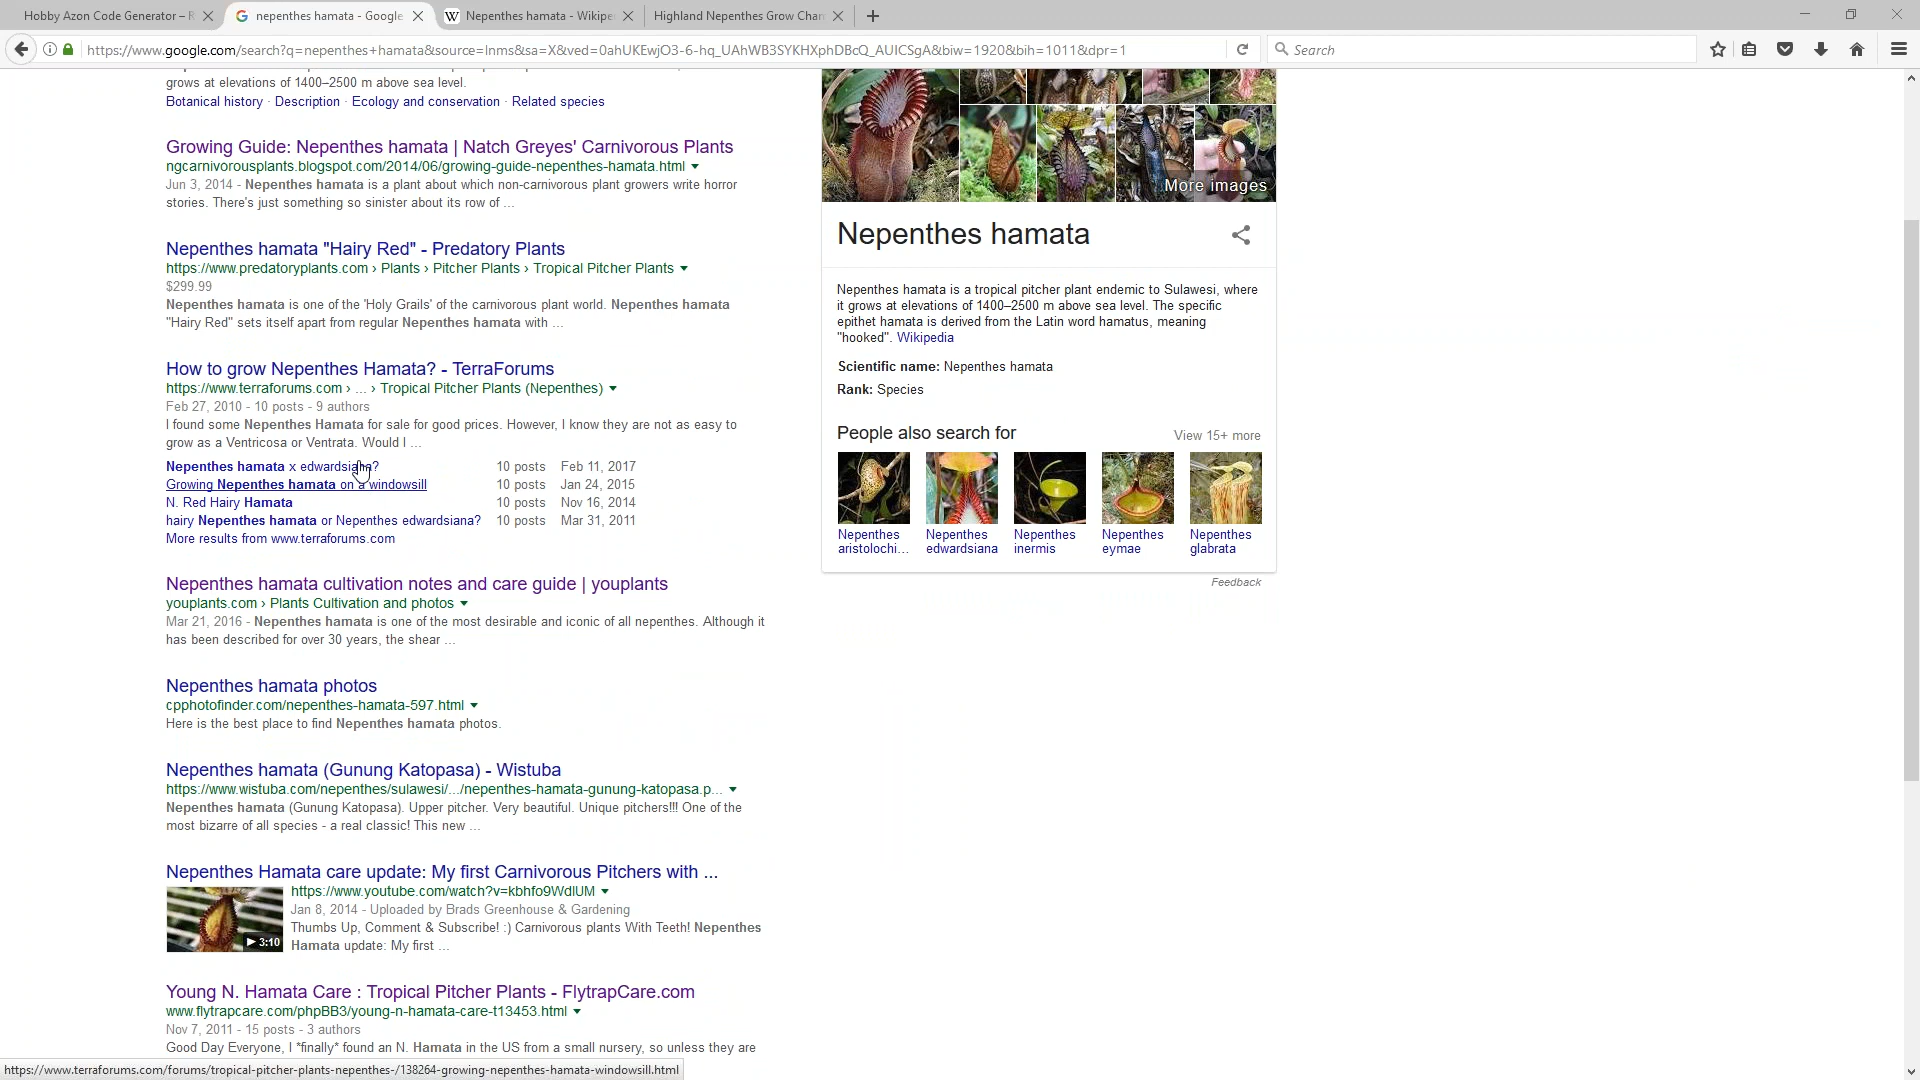 Hobby Azon Code Generator – R
nepenthes hamata - Google
Nepenthes hamata - Wikipe
Highland Nepenthes Grow Cham
https://www.google.com/search?q=nepenthes+hamata&source=lnms&sa=X&ved=0ahUKEwjO3-6-hq_UAhWB3SYKHXphDBcQ_AUICSgA&biw=1920&bih=1011&dpr=1
Search
grows at elevations of 1400–2500 m above sea level.
Botanical history · Description · Ecology and conservation · Related species
Growing Guide: Nepenthes hamata | Natch Greyes' Carnivorous Plants
ngcarnivorousplants.blogspot.com/2014/06/growing-guide-nepenthes-hamata.html
Jun 3, 2014 - Nepenthes hamata is a plant about which non-carnivorous plant growers write horror
stories. There's just something so sinister about its row of ...
Nepenthes hamata "Hairy Red" - Predatory Plants
https://www.predatoryplants.com › Plants › Pitcher Plants › Tropical Pitcher Plants
$299.99
Nepenthes hamata is one of the 'Holy Grails' of the carnivorous plant world. Nepenthes hamata
"Hairy Red" sets itself apart from regular Nepenthes hamata with ...
How to grow Nepenthes Hamata? - TerraForums
https://www.terraforums.com › ... › Tropical Pitcher Plants (Nepenthes)
Feb 27, 2010 - 10 posts - 9 authors
I found some Nepenthes Hamata for sale for good prices. However, I know they are not as easy to
grow as a Ventricosa or Ventrata. Would I ...
Nepenthes hamata x edwardsiana? 10 posts Feb 11, 2017
Growing Nepenthes hamata on a windowsill 10 posts Jan 24, 2015
N. Red Hairy Hamata 10 posts Nov 16, 2014
hairy Nepenthes hamata or Nepenthes edwardsiana? 10 posts Mar 31, 2011
More results from www.terraforums.com
Nepenthes hamata cultivation notes and care guide | youplants
youplants.com › Plants Cultivation and photos
Mar 21, 2016 - Nepenthes hamata is one of the most desirable and iconic of all nepenthes. Although it
has been described for over 30 years, the shear ...
Nepenthes hamata photos
cpphotofinder.com/nepenthes-hamata-597.html
Here is the best place to find Nepenthes hamata photos.
Nepenthes hamata (Gunung Katopasa) - Wistuba
https://www.wistuba.com/nepenthes/sulawesi/.../nepenthes-hamata-gunung-katopasa.p...
Nepenthes hamata (Gunung Katopasa). Upper pitcher. Very beautiful. Unique pitchers!!! One of the
most bizarre of all species - a real classic! This new ...
Nepenthes Hamata care update: My first Carnivorous Pitchers with ...
https://www.youtube.com/watch?v=kbhfo9WdlUM
Jan 8, 2014 - Uploaded by Brads Greenhouse & Gardening
Thumbs Up, Comment & Subscribe! :) Carnivorous plants With Teeth! Nepenthes
Hamata update: My first ...
3:10
Young N. Hamata Care : Tropical Pitcher Plants - FlytrapCare.com
www.flytrapcare.com/phpBB3/young-n-hamata-care-t13453.html
Nov 7, 2011 - 15 posts - 3 authors
Good Day Everyone, I *finally* found an N. Hamata in the US from a small nursery, so unless they are
https://www.terraforums.com/forums/tropical-pitcher-plants-nepenthes-/138264-growing-nepenthes-hamata-windowsill.html
More images
Nepenthes hamata
Nepenthes hamata is a tropical pitcher plant endemic to Sulawesi, where
it grows at elevations of 1400–2500 m above sea level. The specific
epithet hamata is derived from the Latin word hamatus, meaning
"hooked". Wikipedia
Scientific name: Nepenthes hamata
Rank: Species
People also search for
View 15+ more
Nepenthes aristolochi...
Nepenthes edwardsiana
Nepenthes inermis
Nepenthes eymae
Nepenthes glabrata
Feedback